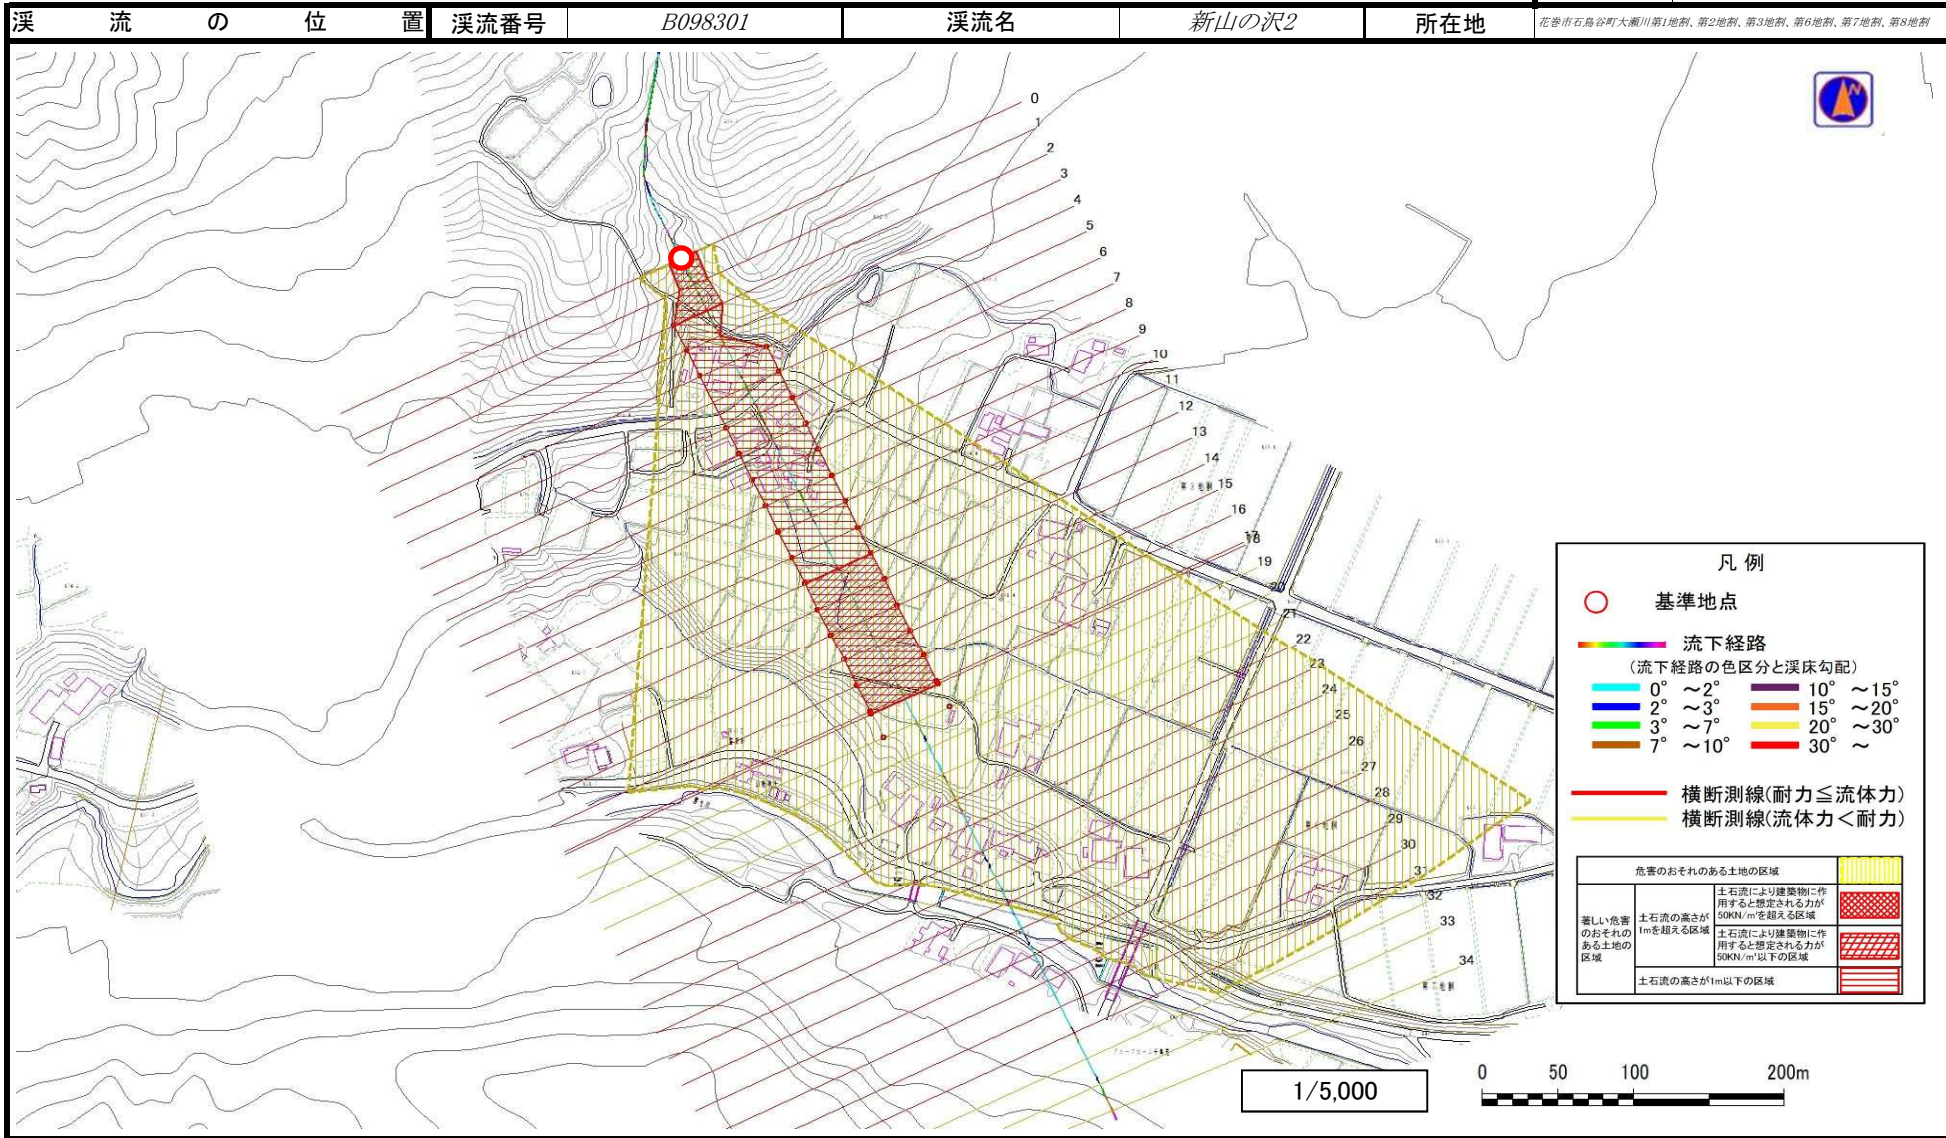 溪流の位置 溪流番号 B098301 溪流名 新山の沢2 所在地 花巻市石鳥谷町大瀬川第1地割、第2地割、第3地割、第6地割、第7地割、第8地割
N
0
1
2
3
4
5
6
7
8
9
10
11
12
13
14
15
16
17
18
19
20
21
22
23
24
25
26
27
28
29
30
31
32
33
34
第3地割
凡例
基準地点
流下経路
(流下経路の色区分と渓床勾配)
0° ～2° 10° ～15°
2° ～3° 15° ～20°
3° ～7° 20° ～30°
7° ～10° 30° ～
横断測線(耐力≦流体力)
横断測線(流体力＜耐力)
危害のおそれのある土地の区域
著しい危害
のおそれの
ある土地の
区域
土石流の高さが
1mを超える区域
土石流により建築物に作
用すると想定される力が
50KN/㎡を超える区域
土石流により建築物に作
用すると想定される力が
50KN/㎡以下の区域
土石流の高さが1m以下の区域
1/5,000
0 50 100 200m